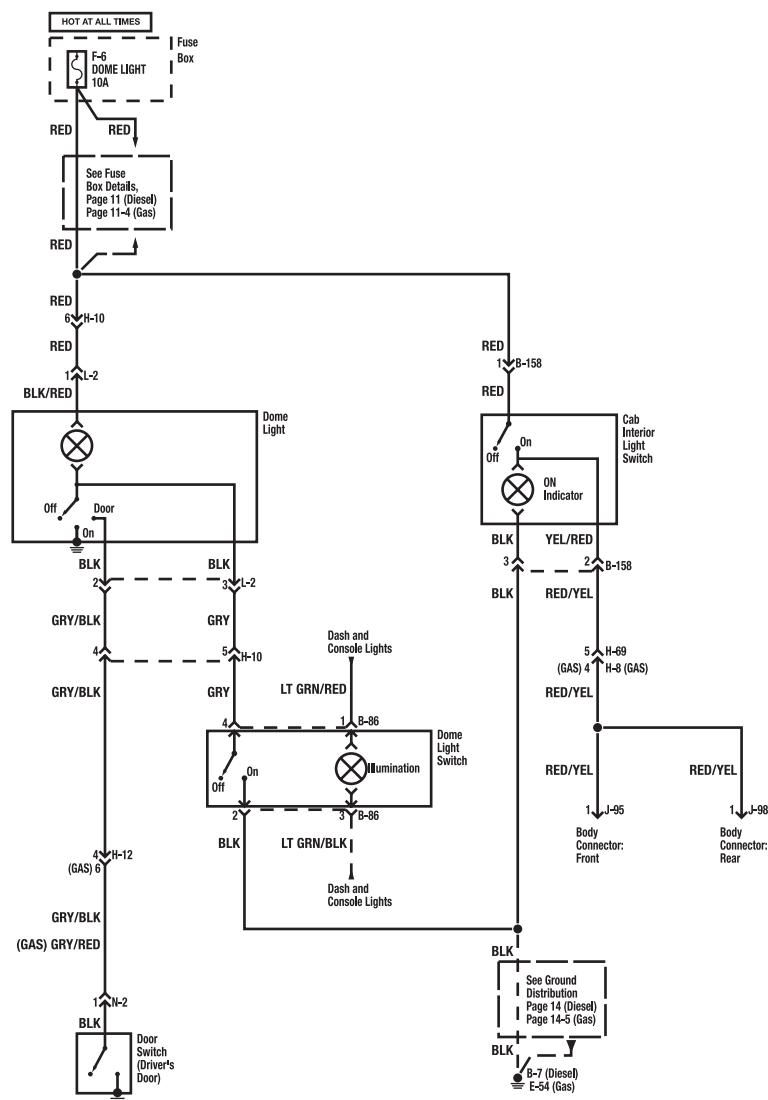 HOT AT ALL TIMES
Fuse
Box
F-6
DOME LIGHT
10A
RED
RED
See Fuse
Box Details,
Page 11 (Diesel)
Page 11-4 (Gas)
RED
RED
6 H-10
RED
1 L-2
BLK/RED
RED
1 B-158
RED
Dome
Light
Off
Door
On
Cab
Interior
Light
Switch
Off
On
ON
Indicator
BLK
BLK
2
3 L-2
GRY/BLK
GRY
4
5 H-10
GRY/BLK
GRY
BLK
YEL/RED
3
2 B-158
BLK
RED/YEL
5 H-69
(GAS) 4 H-8 (GAS)
RED/YEL
Dash and
Console Lights
LT GRN/RED
4
1 B-86
Dome
Light
Switch
Off
On
Illumination
2
3 B-86
BLK
LT GRN/BLK
Dash and
Console Lights
RED/YEL
RED/YEL
1 J-95
1 J-98
Body
Connector:
Front
Body
Connector:
Rear
4 H-12
(GAS) 6
GRY/BLK
(GAS) GRY/RED
1 N-2
BLK
Door
Switch
(Driver's
Door)
BLK
See Ground
Distribution
Page 14 (Diesel)
Page 14-5 (Gas)
BLK
B-7 (Diesel)
E-54 (Gas)